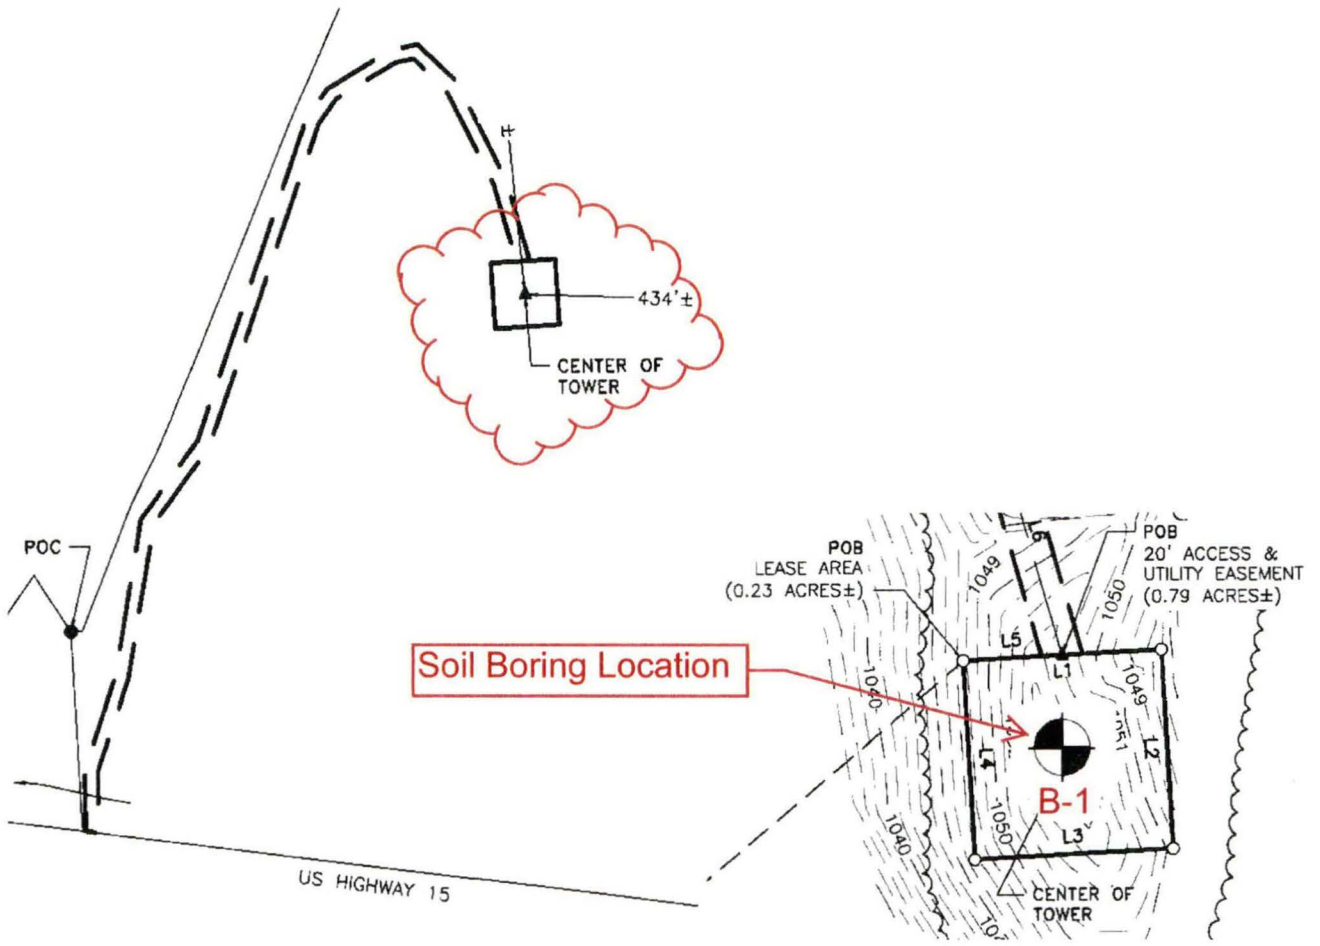 434'±
CENTER OF
TOWER
POC
US HIGHWAY 15
POB
LEASE AREA
(0.23 ACRES±)
POB
20' ACCESS &
UTILITY EASEMENT
(0.79 ACRES±)
1049
1050
L6
L5
L1
Soil Boring Location
1040
1049
1051
L2
L4
B-1
1050
L3
1040
CENTER OF
TOWER